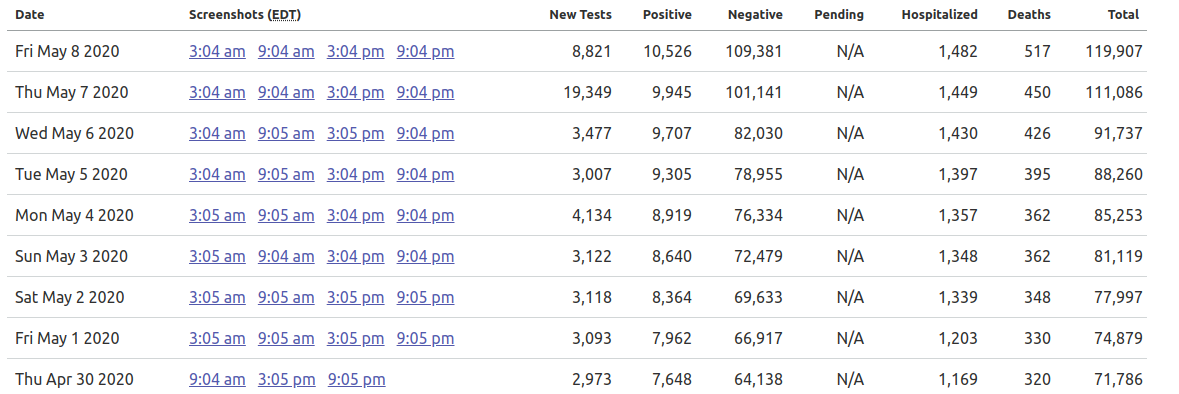 Date Screenshots (EDT) New Tests Positive Negative Pending Hospitalized Deaths Total
Fri May 8 2020 3:04 am 9:04 am 3:04 pm 9:04 pm 8,821 10,526 109,381 N/A 1,482 517 119,907
Thu May 7 2020 3:04 am 9:04 am 3:04 pm 9:04 pm 19,349 9,945 101,141 N/A 1,449 450 111,086
Wed May 6 2020 3:04 am 9:05 am 3:05 pm 9:04 pm 3,477 9,707 82,030 N/A 1,430 426 91,737
Tue May 5 2020 3:04 am 9:05 am 3:04 pm 9:04 pm 3,007 9,305 78,955 N/A 1,397 395 88,260
Mon May 4 2020 3:05 am 9:05 am 3:04 pm 9:04 pm 4,134 8,919 76,334 N/A 1,357 362 85,253
Sun May 3 2020 3:05 am 9:04 am 3:04 pm 9:04 pm 3,122 8,640 72,479 N/A 1,348 362 81,119
Sat May 2 2020 3:05 am 9:05 am 3:05 pm 9:05 pm 3,118 8,364 69,633 N/A 1,339 348 77,997
Fri May 1 2020 3:05 am 9:05 am 3:05 pm 9:05 pm 3,093 7,962 66,917 N/A 1,203 330 74,879
Thu Apr 30 2020 9:04 am 3:05 pm 9:05 pm 2,973 7,648 64,138 N/A 1,169 320 71,786